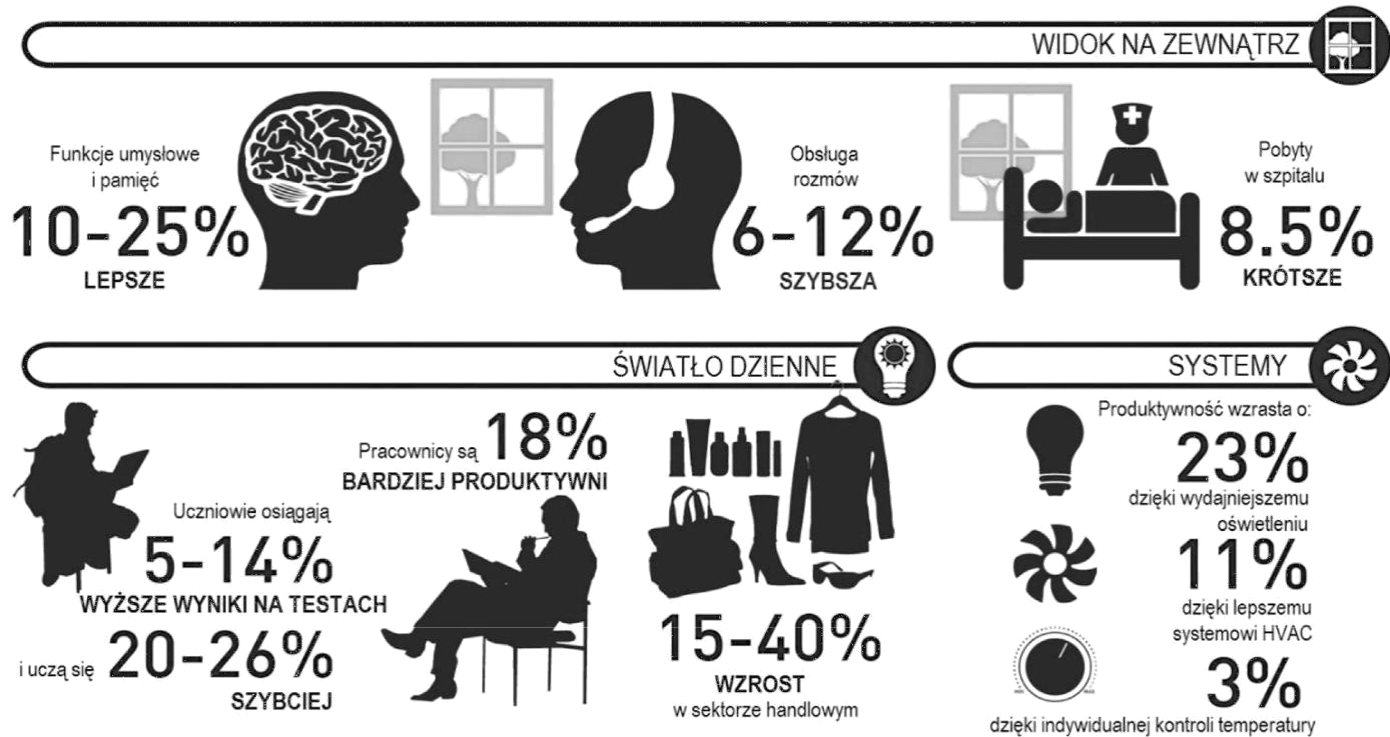 WIDOK NA ZEWNĄTRZ
Funkcje umysłowe
i pamięć
10-25%
LEPSZE
Obsługa
rozmów
6-12%
SZYBSZA
Pobyty
w szpitalu
8.5%
KRÓTSZE
ŚWIATŁO DZIENNE
Uczniowie osiągają
5-14%
WYŻSZE WYNIKI NA TESTACH
i uczą się 20-26%
SZYBCIEJ
Pracownicy są 18%
BARDZIEJ PRODUKTYWNI
15-40%
WZROST
w sektorze handlowym
SYSTEMY
Produktywność wzrasta o:
23%
dzięki wydajniejszemu
oświetleniu
11%
dzięki lepszemu
systemowi HVAC
3%
dzięki indywidualnej kontroli temperatury